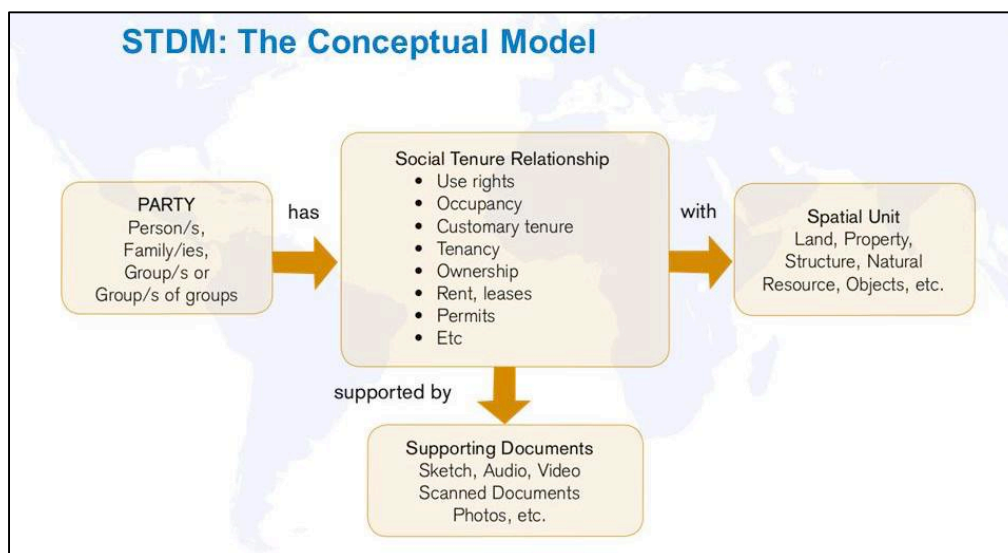 STDM: The Conceptual Model
PARTY
Person/s,
Family/ies,
Group/s or
Group/s of groups
has
Social Tenure Relationship
• Use rights
• Occupancy
• Customary tenure
• Tenancy
• Ownership
• Rent, leases
• Permits
• Etc
with
Spatial Unit
Land, Property,
Structure, Natural
Resource, Objects, etc.
supported by
Supporting Documents
Sketch, Audio, Video
Scanned Documents
Photos, etc.